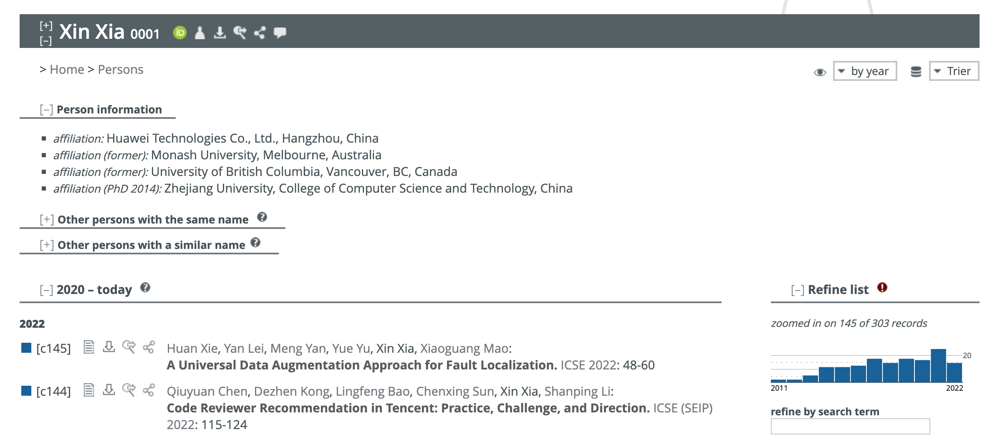 [+]
[–]
Xin Xia 0001
iD
> Home > Persons
by year
Trier
[–] Person information
affiliation: Huawei Technologies Co., Ltd., Hangzhou, China
affiliation (former): Monash University, Melbourne, Australia
affiliation (former): University of British Columbia, Vancouver, BC, Canada
affiliation (PhD 2014): Zhejiang University, College of Computer Science and Technology, China
[+] Other persons with the same name ?
[+] Other persons with a similar name ?
[–] 2020 – today ?
2022
[c145]
Huan Xie, Yan Lei, Meng Yan, Yue Yu, Xin Xia, Xiaoguang Mao:
A Universal Data Augmentation Approach for Fault Localization. ICSE 2022: 48-60
[c144]
Qiuyuan Chen, Dezhen Kong, Lingfeng Bao, Chenxing Sun, Xin Xia, Shanping Li:
Code Reviewer Recommendation in Tencent: Practice, Challenge, and Direction. ICSE (SEIP)
2022: 115-124
[–] Refine list !
zoomed in on 145 of 303 records
20
2011
2022
refine by search term